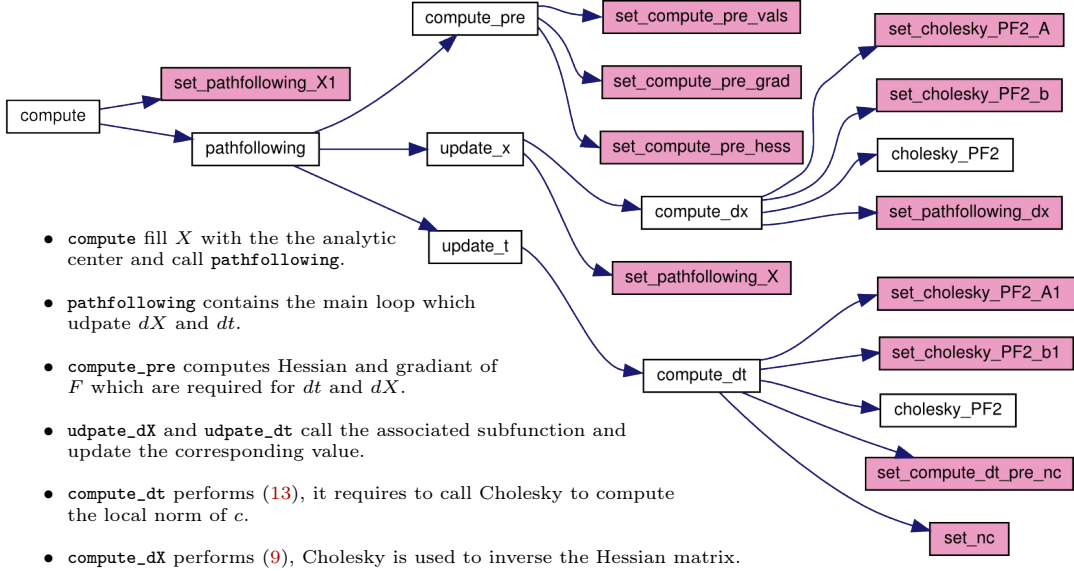 compute_pre
set_compute_pre_vals
set_cholesky_PF2_A
set_pathfollowing_X1
set_compute_pre_grad
set_cholesky_PF2_b
compute
pathfollowing
update_x
set_compute_pre_hess
cholesky_PF2
compute_dx
set_pathfollowing_dx
update_t
set_pathfollowing_X
set_cholesky_PF2_A1
set_cholesky_PF2_b1
compute_dt
cholesky_PF2
set_compute_dt_pre_nc
set_nc
• compute fill X with the the analytic
center and call pathfollowing.
• pathfollowing contains the main loop which
udpate dX and dt.
• compute_pre computes Hessian and gradiant of
F which are required for dt and dX.
• udpate_dX and udpate_dt call the associated subfunction and
update the corresponding value.
• compute_dt performs (13), it requires to call Cholesky to compute
the local norm of c.
• compute_dX performs (9), Cholesky is used to inverse the Hessian matrix.